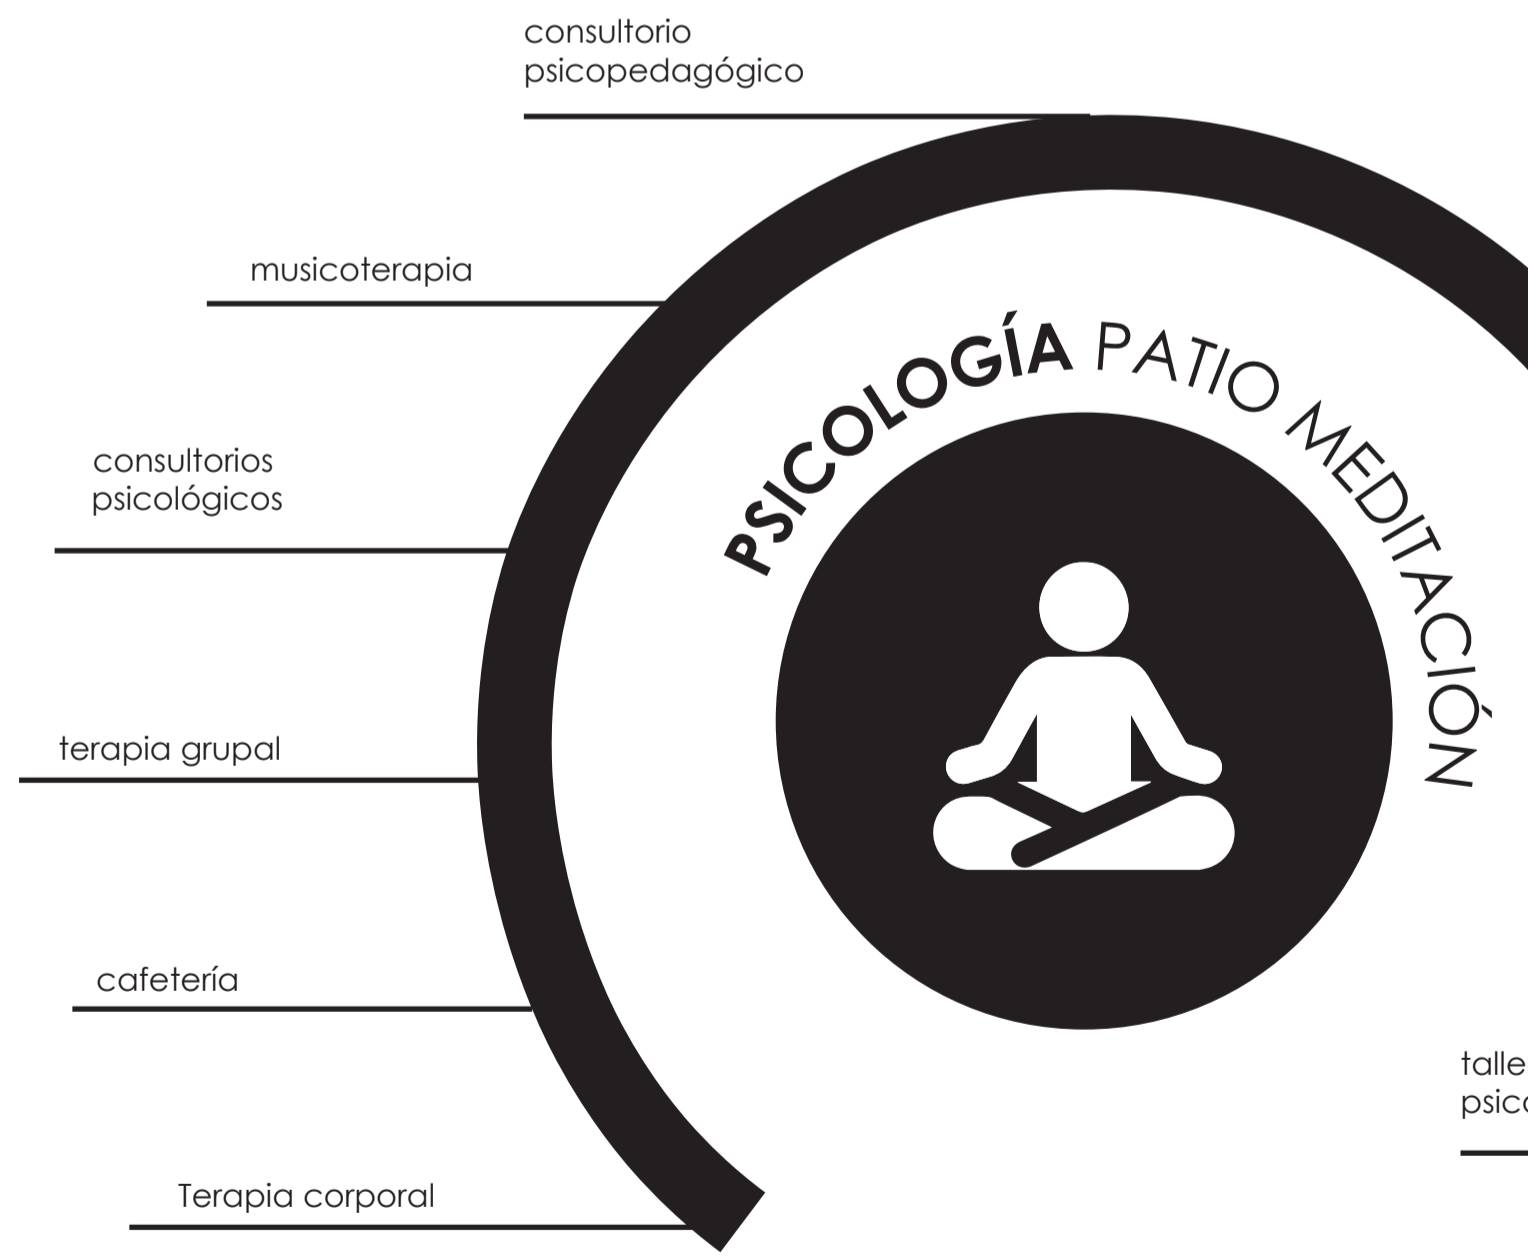 consultorio
psicopedagógico
musicoterapia
PSICOLOGÍA PATIO MEDITACIÓN
consultorios
psicológicos
terapia grupal
cafetería
Terapia corporal